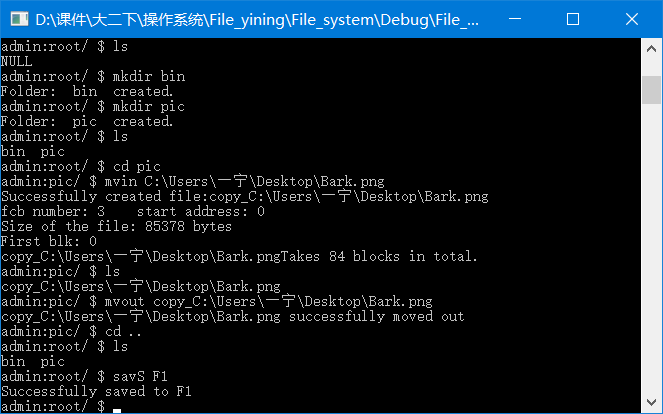 D:\课件\大二下\操作系统\File_yining\File_system\Debug\File_...
admin:root/ $ ls
NULL
admin:root/ $ mkdir bin
Folder:  bin  created.
admin:root/ $ mkdir pic
Folder:  pic  created.
admin:root/ $ ls
bin  pic
admin:root/ $ cd pic
admin:pic/ $ mvin C:\Users\一宁\Desktop\Bark.png
Successfully created file:copy_C:\Users\一宁\Desktop\Bark.png
fcb number: 3    start address: 0
Size of the file: 85378 bytes
First blk: 0
copy_C:\Users\一宁\Desktop\Bark.pngTakes 84 blocks in total.
admin:pic/ $ ls
copy_C:\Users\一宁\Desktop\Bark.png
admin:pic/ $ mvout copy_C:\Users\一宁\Desktop\Bark.png
copy_C:\Users\一宁\Desktop\Bark.png successfully moved out
admin:pic/ $ cd ..
admin:root/ $ ls
bin  pic
admin:root/ $ savS F1
Successfully saved to F1
admin:root/ $